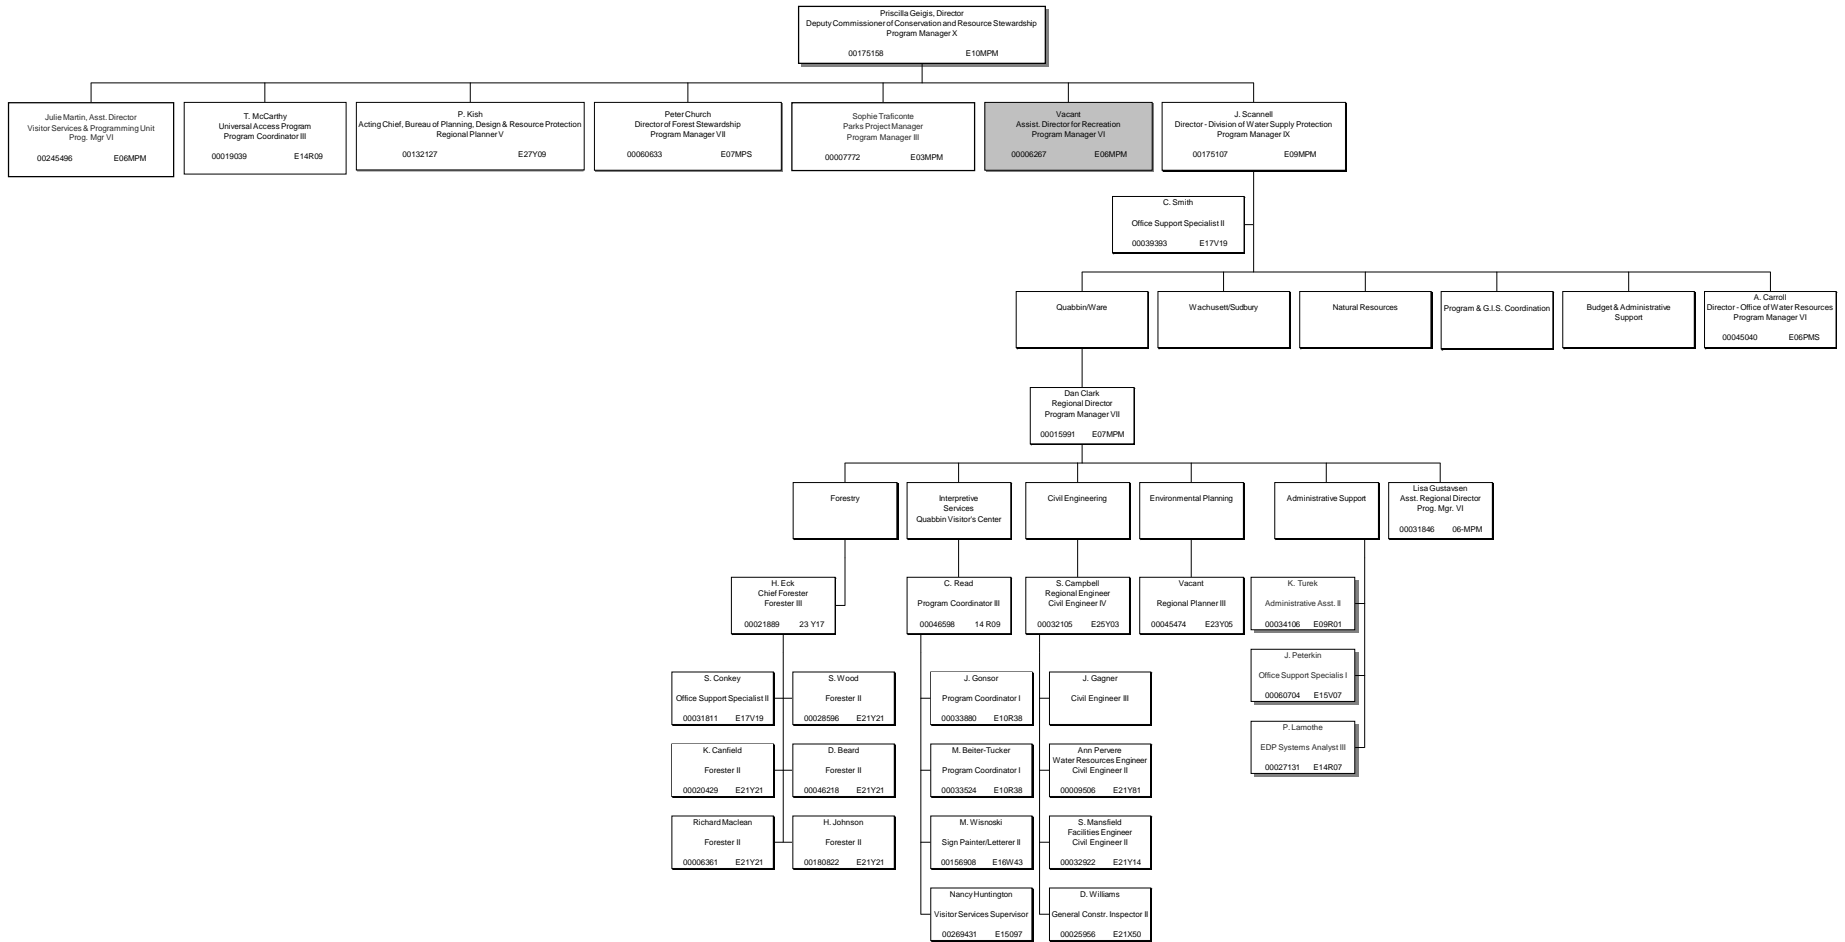 Priscilla Geigis, Director
Deputy Commissioner of Conservation and Resource Stewardship
Program Manager X
00175158 E10MPM
Julie Martin, Asst. Director
Visitor Services & Programming Unit
Prog. Mgr VI
00245496 E06MPM
T. McCarthy
Universal Access Program
Program Coordinator III
00019039 E14R09
P. Kish
Acting Chief, Bureau of Planning, Design & Resource Protection
Regional Planner V
00132127 E27Y09
Peter Church
Director of Forest Stewardship
Program Manager VII
00060633 E07MPS
Sophie Traficonte
Parks Project Manager
Program Manager III
00007772 E03MPM
Vacant
Assist. Director for Recreation
Program Manager VI
00006267 E06MPM
J. Scannell
Director - Division of Water Supply Protection
Program Manager IX
00175107 E09MPM
C. Smith
Office Support Specialist II
00039393 E17V19
Quabbin/Ware
Wachusett/Sudbury
Natural Resources
Program & G.I.S. Coordination
Budget & Administrative
Support
A. Carroll
Director - Office of Water Resources
Program Manager VI
00045040 E06PMS
Dan Clark
Regional Director
Program Manager VII
00015991 E07MPM
Forestry
Interpretive
Services
Quabbin Visitor's Center
Civil Engineering
Environmental Planning
Administrative Support
Lisa Gustavsen
Asst. Regional Director
Prog. Mgr. VI
00031846 06-MPM
H. Eck
Chief Forester
Forester III
00021889 23 Y17
C. Read
Program Coordinator III
00046598 14 R09
S. Campbell
Regional Engineer
Civil Engineer IV
00032105 E25Y03
Vacant
Regional Planner III
00045474 E23Y05
K. Turek
Administrative Asst. II
00034106 E09R01
J. Peterkin
Office Support Specialis I
00060704 E15V07
P. Lamothe
EDP Systems Analyst III
00027131 E14R07
S. Conkey
Office Support Specialist II
00031811 E17V19
S. Wood
Forester II
00028596 E21Y21
K. Canfield
Forester II
00020429 E21Y21
D. Beard
Forester II
00046218 E21Y21
Richard Maclean
Forester II
00006361 E21Y21
H. Johnson
Forester II
00180822 E21Y21
J. Gonsor
Program Coordinator I
00033880 E10R38
M. Beiter-Tucker
Program Coordinator I
00033524 E10R38
M. Wisnoski
Sign Painter/Letterer II
00156908 E16W43
Nancy Huntington
Visitor Services Supervisor
00269431 E15097
J. Gagner
Civil Engineer III
Ann Pervere
Water Resources Engineer
Civil Engineer II
00009506 E21Y81
S. Mansfield
Facilities Engineer
Civil Engineer II
00032922 E21Y14
D. Williams
General Constr. Inspector II
00025956 E21X50